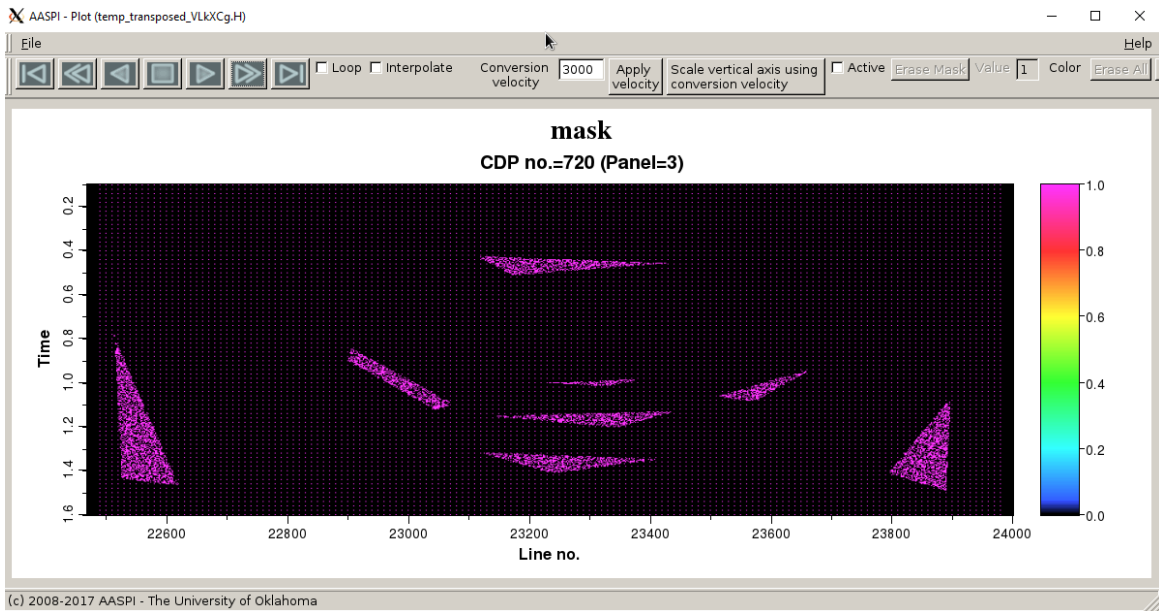 AASPI - Plot (temp_transposed_VLkXCg.H)
File Help
Loop Interpolate Conversion velocity 3000 Apply velocity Scale vertical axis using conversion velocity Active Erase Mask Value 1 Color Erase All
mask
CDP no.=720 (Panel=3)
Time
0.2
0.4
0.6
0.8
1.0
1.2
1.4
1.6
22600 22800 23000 23200 23400 23600 23800 24000
Line no.
1.0
0.8
0.6
0.4
0.2
0.0
(c) 2008-2017 AASPI - The University of Oklahoma